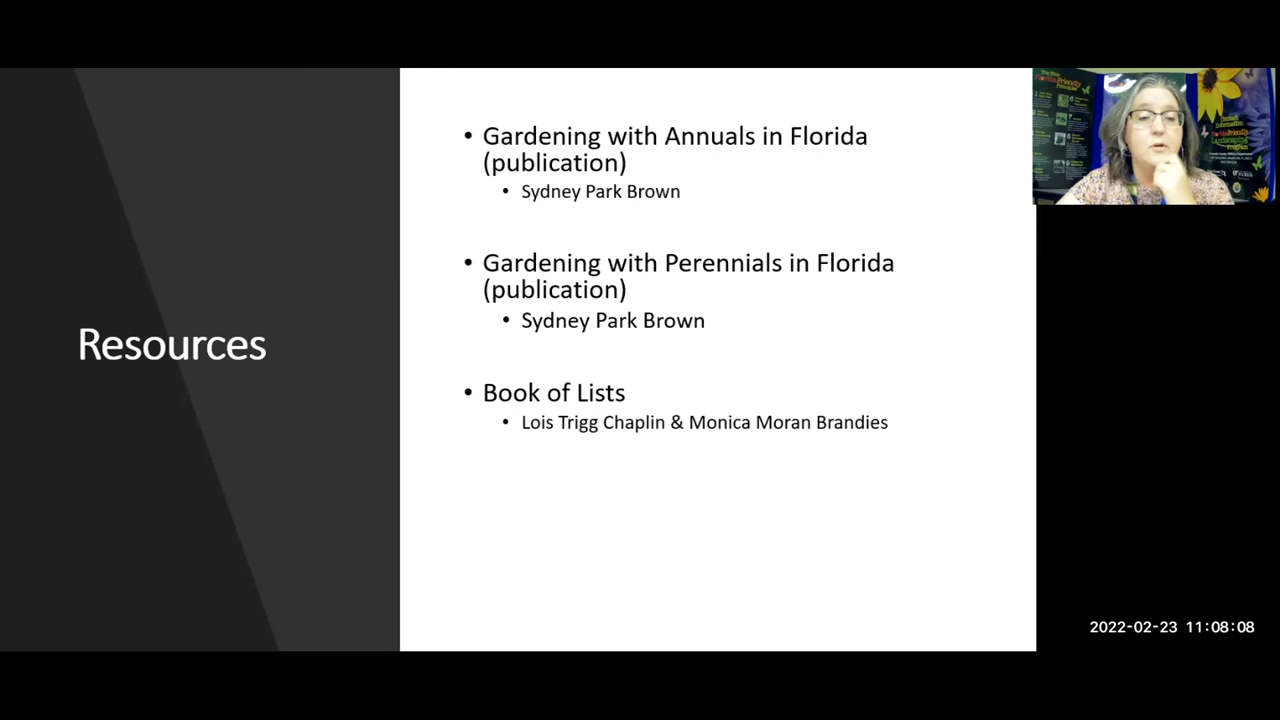 Resources
• Gardening with Annuals in Florida
(publication)
• Sydney Park Brown
• Gardening with Perennials in Florida
(publication)
• Sydney Park Brown
• Book of Lists
• Lois Trigg Chaplin & Monica Moran Brandies
2022-02-23 11:08:08